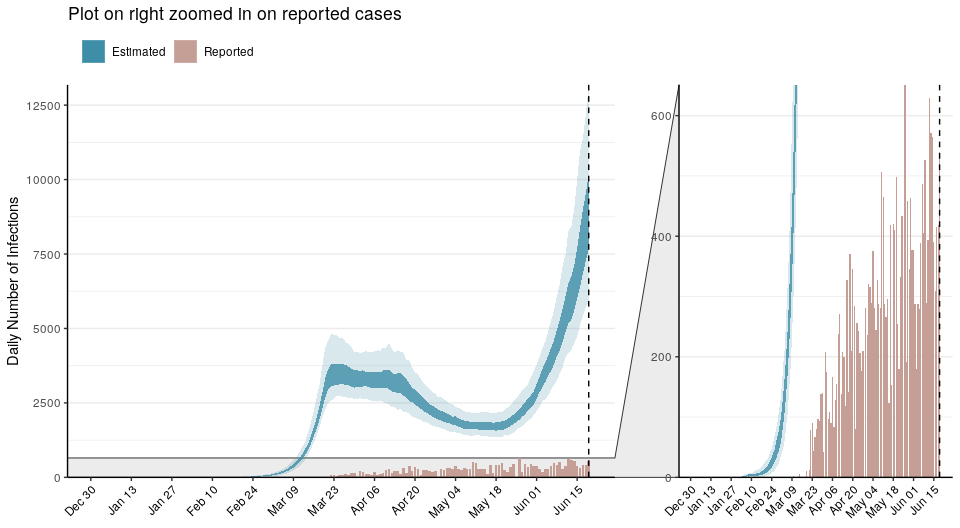 Plot on right zoomed in on reported cases
Estimated Reported
Daily Number of Infections
12500
10000
7500
5000
2500
0
Dec 30 Jan 13 Jan 27 Feb 10 Feb 24 Mar 09 Mar 23 Apr 06 Apr 20 May 04 May 18 Jun 01 Jun 15
600
400
200
0
Dec 30 Jan 13 Jan 27 Feb 10 Feb 24 Mar 09 Mar 23 Apr 06 Apr 20 May 04 May 18 Jun 01 Jun 15